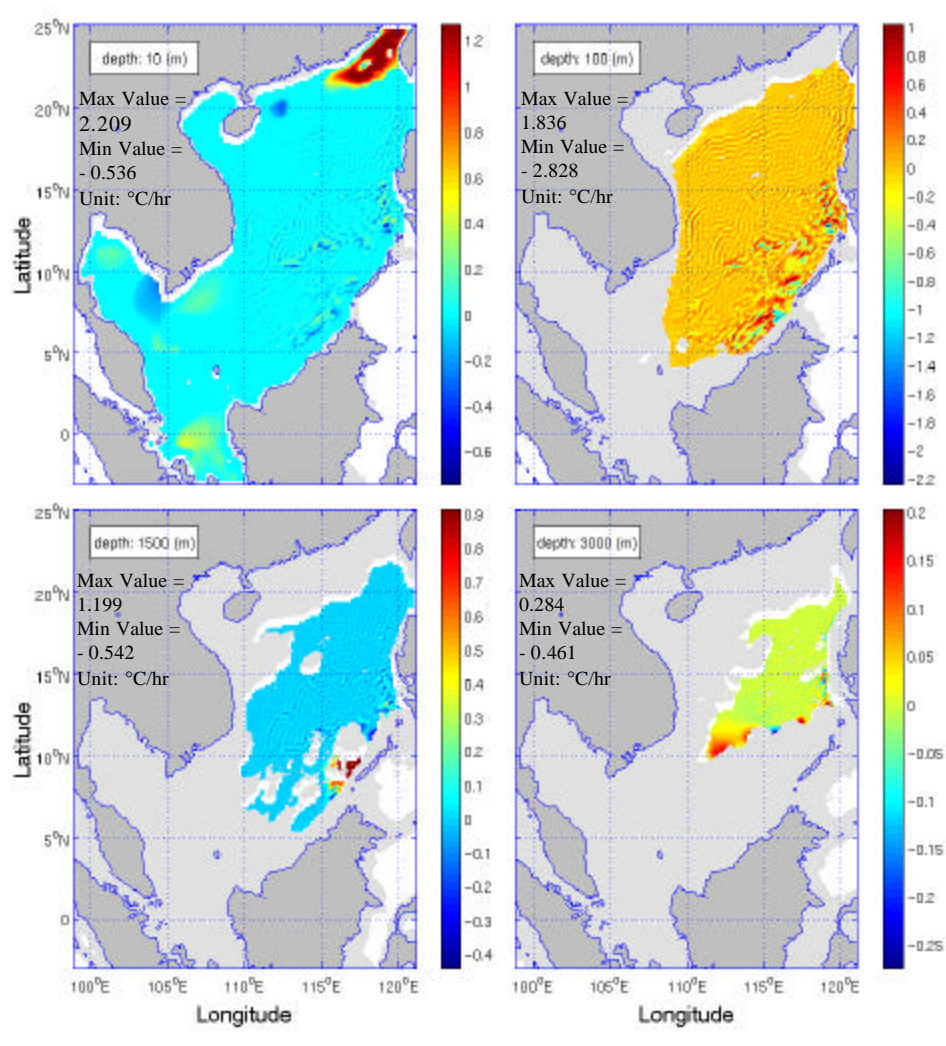 25°N
20°N
15°N
10°N
5°N
0
Latitude
depth: 10 (m)
Max Value =
2.209
Min Value =
- 0.536
Unit: °C/hr
1.2
1
0.8
0.6
0.4
0.2
0
-0.2
-0.4
-0.6
depth: 100 (m)
Max Value =
1.836
Min Value =
- 2.828
Unit: °C/hr
1
0.8
0.6
0.4
0.2
0
-0.2
-0.4
-0.6
-0.8
-1
-1.2
-1.4
-1.6
-1.8
-2
-2.2
25°N
20°N
15°N
10°N
5°N
0
Latitude
depth: 1500 (m)
Max Value =
1.199
Min Value =
- 0.542
Unit: °C/hr
0.9
0.8
0.7
0.6
0.5
0.4
0.3
0.2
0.1
0
-0.1
-0.2
-0.3
-0.4
100°E 105°E 110°E 115°E 120°E
Longitude
depth: 3000 (m)
Max Value =
0.284
Min Value =
- 0.461
Unit: °C/hr
0.2
0.15
0.1
0.05
0
-0.05
-0.1
-0.15
-0.2
-0.25
100°E 105°E 110°E 115°E 120°E
Longitude